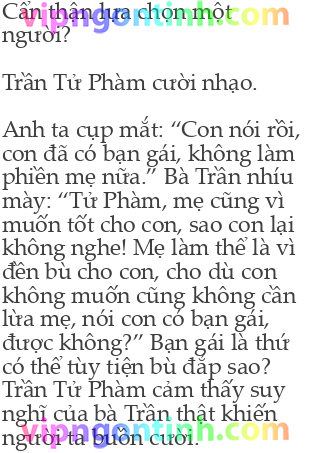 Cẩn thận lựa chọn một
người?
Trần Tử Phàm cười nhạo.
Anh ta cụp mắt: “Con nói rồi,
con đã có bạn gái, không làm
phiền mẹ nữa.” Bà Trần nhíu
mày: “Tử Phàm, mẹ cũng vì
muốn tốt cho con, sao con lại
không nghe! Mẹ làm thế là vì
đền bù cho con, cho dù con
không muốn cũng không cần
lừa mẹ, nói con có bạn gái,
được không?” Bạn gái là thứ
có thể tùy tiện bù đắp sao?
Trần Tử Phàm cảm thấy suy
nghĩ của bà Trần thật khiến
người ta buồn cười.
vipngontinh.com
vipngontinh.com